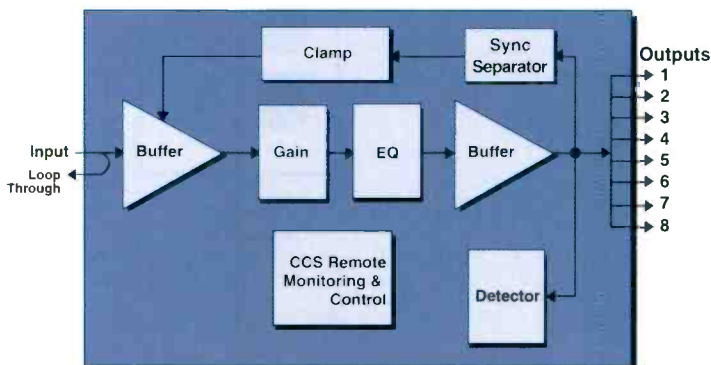 Clamp
Sync
Separator
Outputs
1
2
3
4
5
6
7
8
Input
Loop
Through
Buffer
Gain
EQ
Buffer
CCS Remote
Monitoring &
Control
Detector